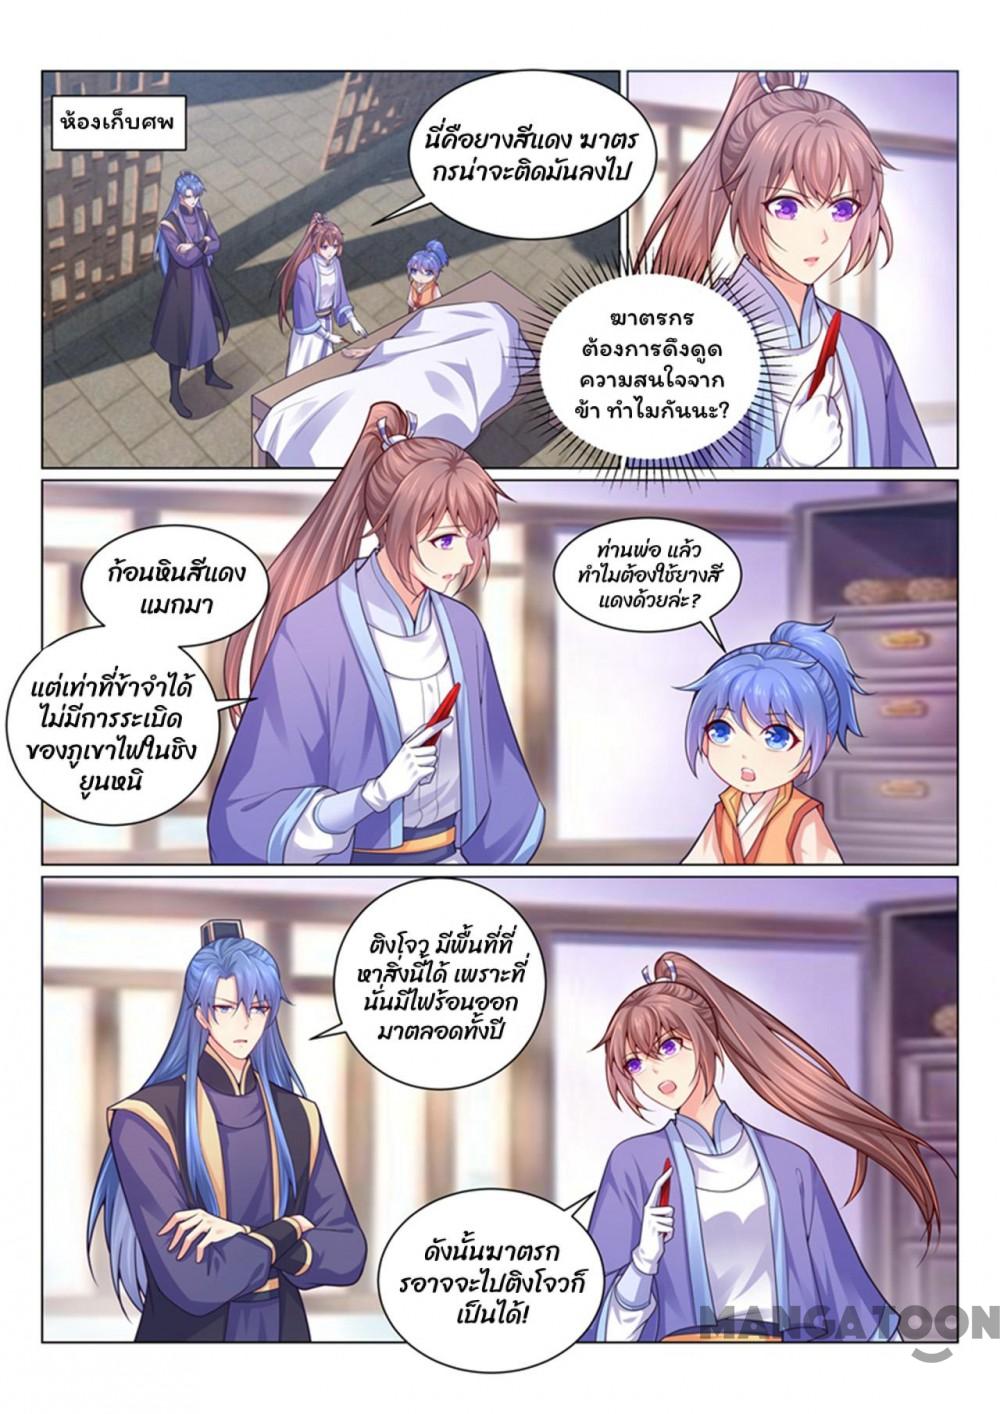 ห้องเก็บศพ
นี่คือยางสีแดง ฆาตร
กรน่าจะติดมันลงไป
ฆาตรกร
ต้องการดึงดูด
ความสนใจจาก
ข้า ทำไมกันนะ?
ก้อนหินสีแดง
แมกมา
แต่เท่าที่ข้าจำได้
ไม่มีการระเบิด
ของภูเขาไฟในชิง
ยูนหนิ
ท่านพ่อ แล้ว
ทำไมต้องใช้ยางสี
แดงด้วยล่ะ?
ติงโจว มีพื้นที่ที่
หาสิ่งนี้ได้ เพราะที่
นั่นมีไฟร้อนออก
มาตลอดทั้งปี
ดังนั้นฆาตรก
รอาจจะไปติงโจวก็
เป็นได้!
MANGATOON